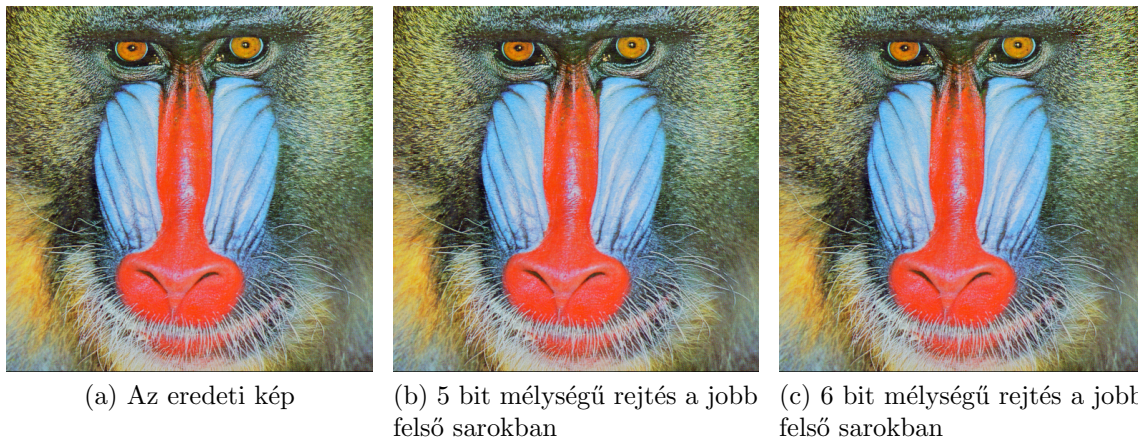 (a) Az eredeti kép
(b) 5 bit mélységű rejtés a jobb
felső sarokban
(c) 6 bit mélységű rejtés a jobb
felső sarokban